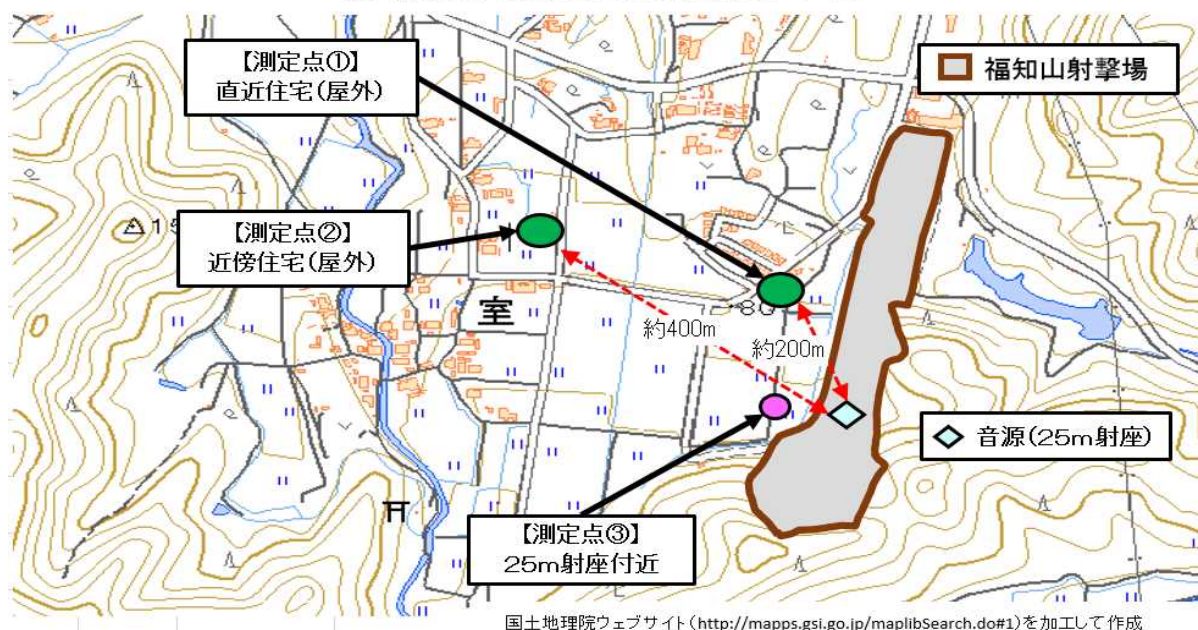 【測定点①】
直近住宅(屋外)
福知山射撃場
【測定点②】
近傍住宅(屋外)
室
約400m
約200m
音源(25m射座)
【測定点③】
25m射座付近
国土地理院ウェブサイト(http://mapps.gsi.go.jp/maplibSearch.do#1)を加工して作成